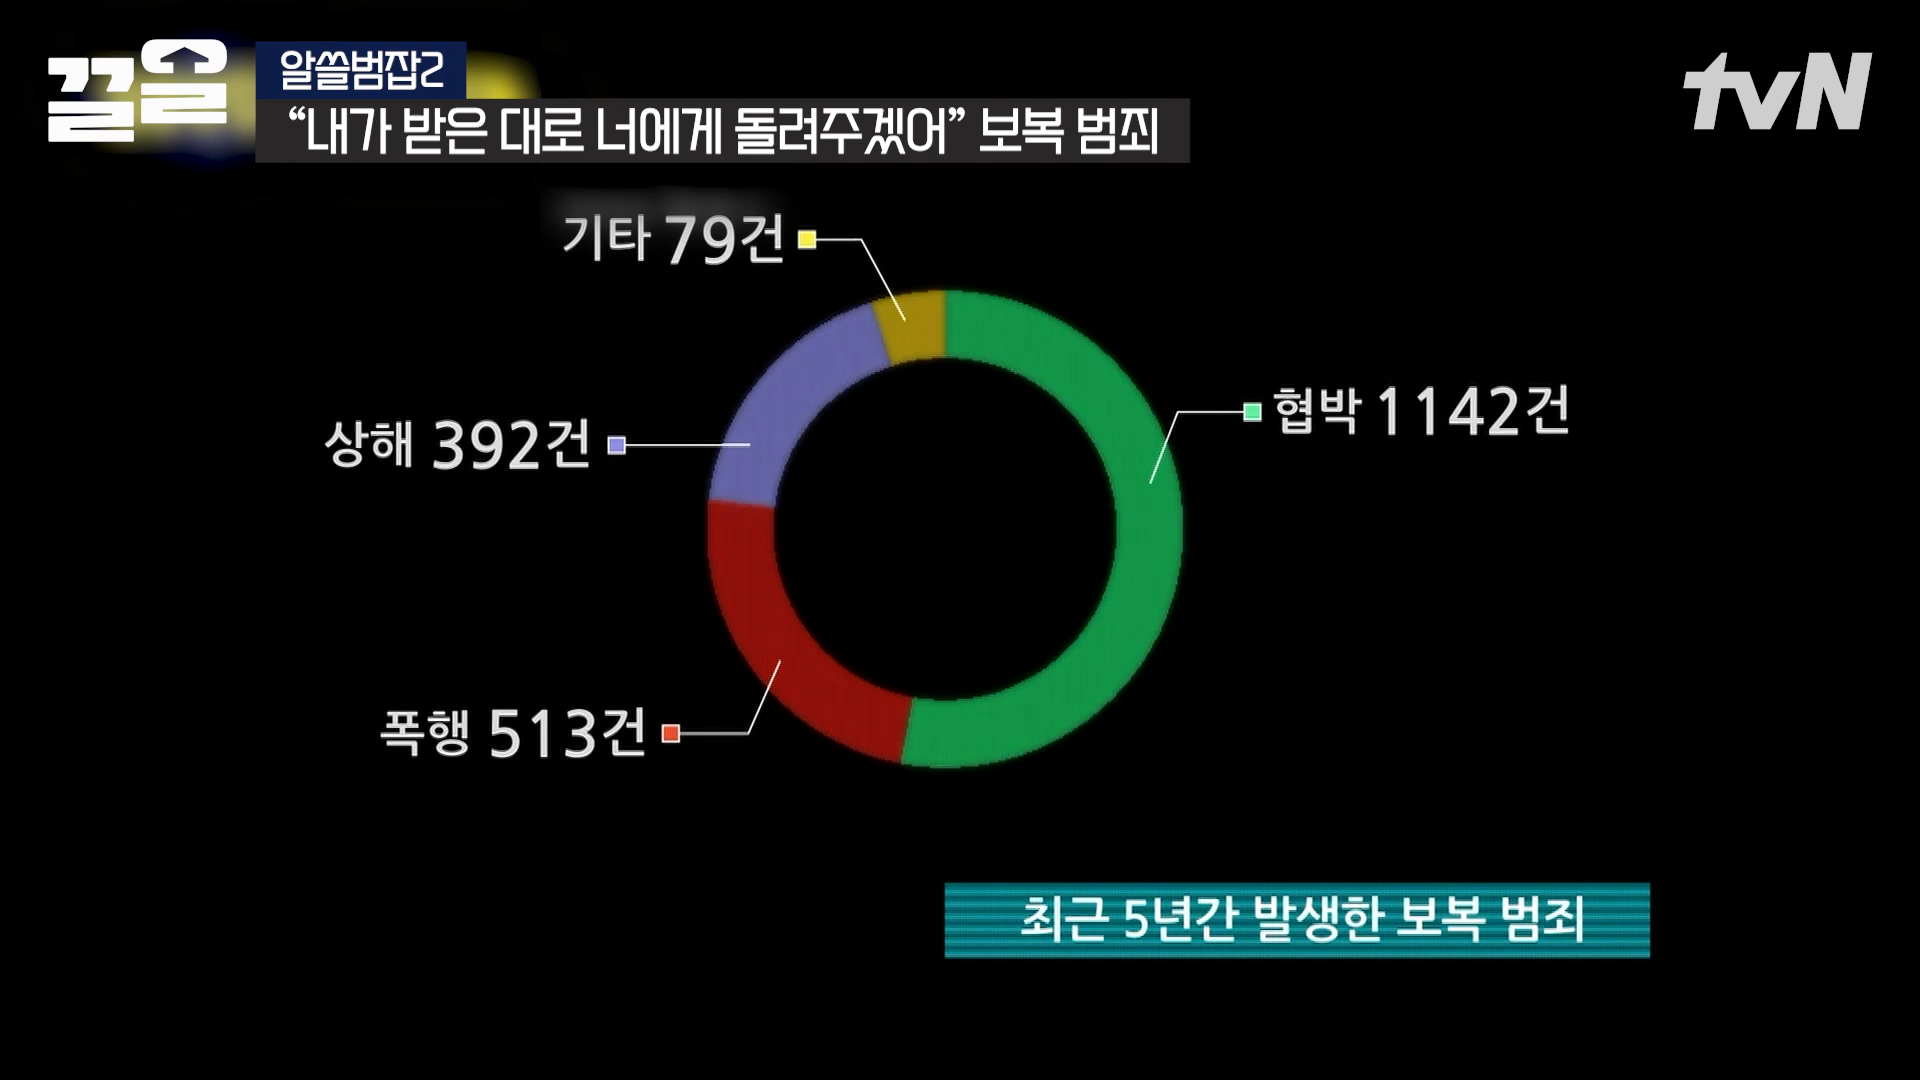 끌올
알쓸범잡2
tvN
“내가 받은 대로 너에게 돌려주겠어” 보복 범죄
기타 79건
협박 1142건
상해 392건
폭행 513건
최근 5년간 발생한 보복 범죄